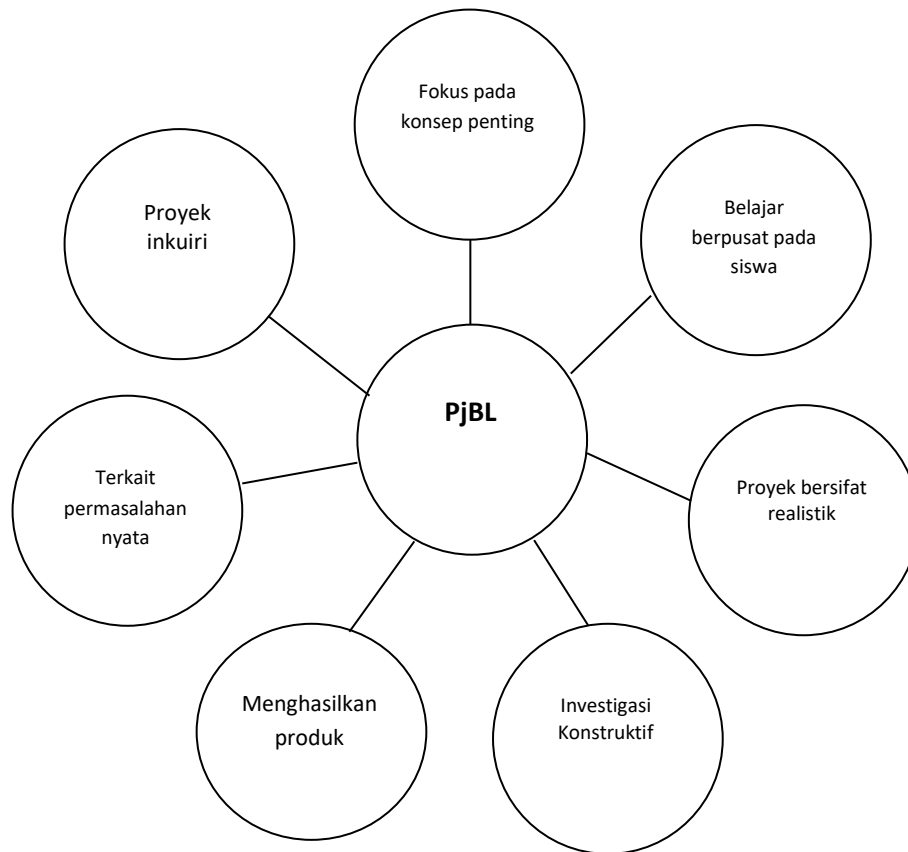 Fokus pada
konsep penting
Proyek
inkuiri
Belajar
berpusat pada
siswa
PjBL
Terkait
permasalahan
nyata
Proyek bersifat
realistik
Menghasilkan
produk
Investigasi
Konstruktif